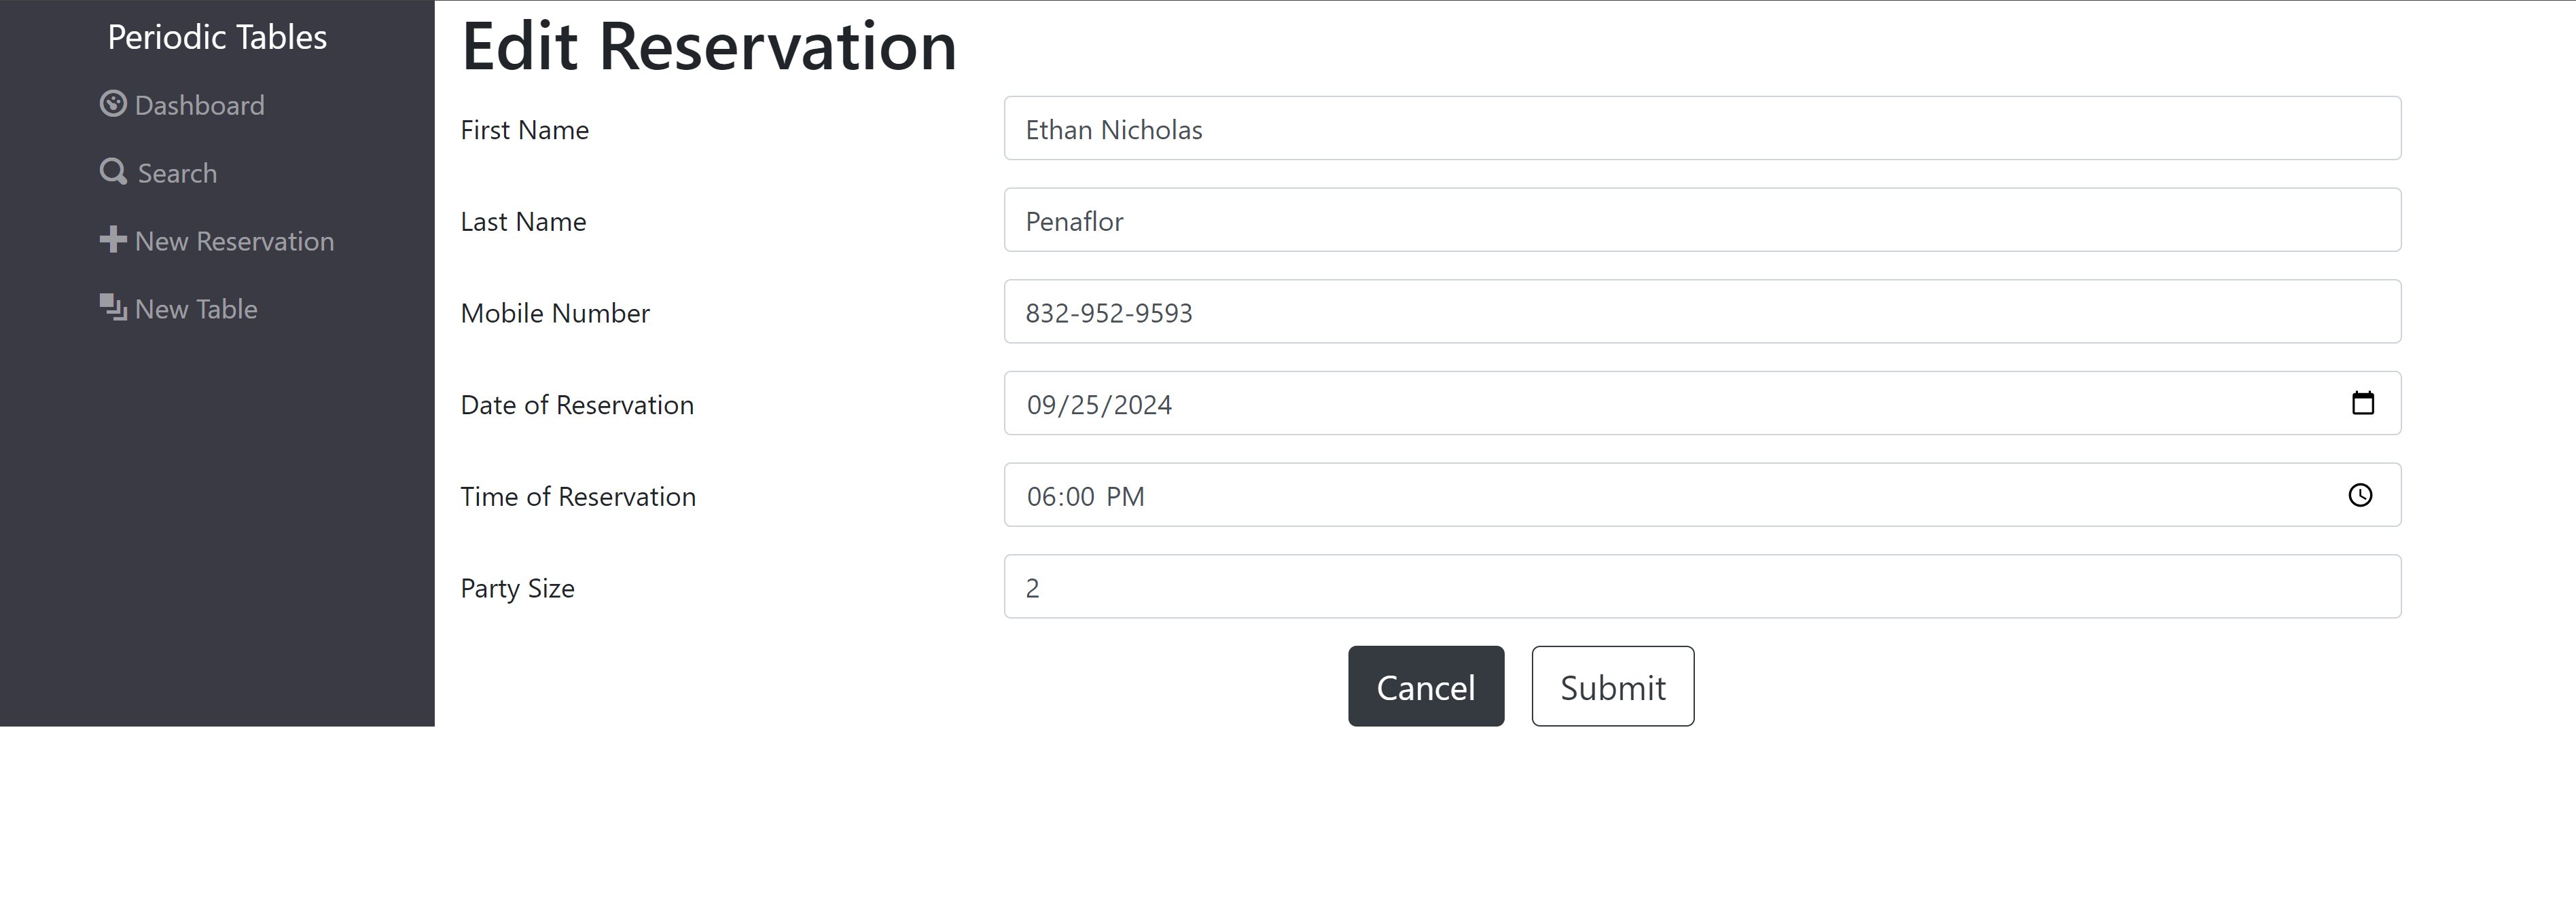 Periodic Tables
Dashboard
Search
New Reservation
New Table
Edit Reservation
First Name Ethan Nicholas
Last Name Penaflor
Mobile Number 832-952-9593
Date of Reservation 09/25/2024
Time of Reservation 06:00 PM
Party Size 2
Cancel Submit